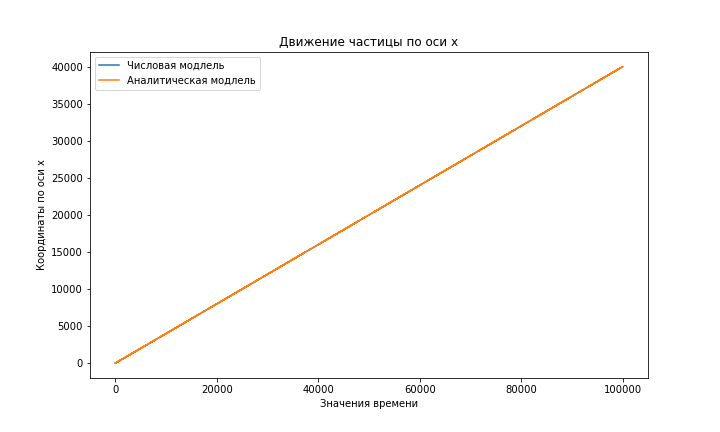 Движение частицы по оси x
Числовая модлель
Аналитическая модлель
40000
35000
30000
25000
20000
15000
10000
5000
0
Координаты по оси x
0 20000 40000 60000 80000 100000
Значения времени